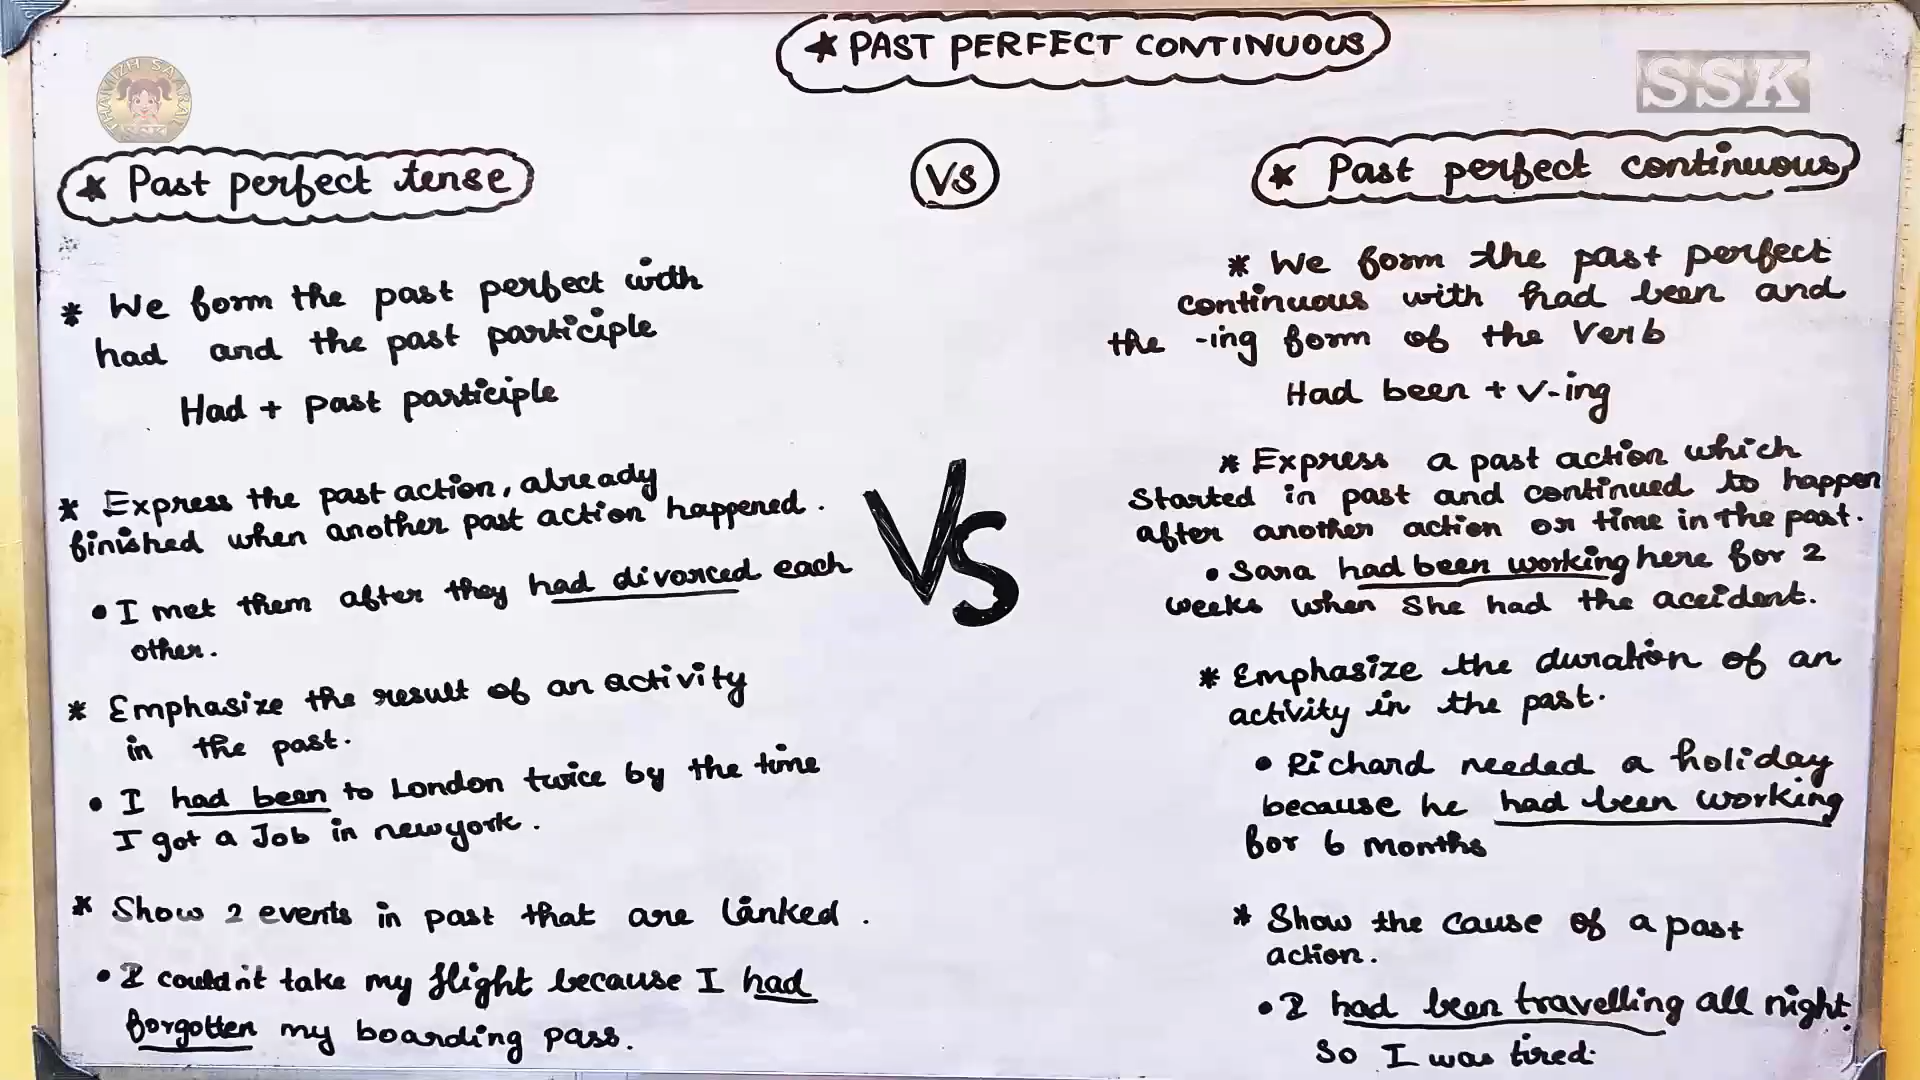 ★ PAST PERFECT CONTINUOUS
THAMIZH SAARAL
SSK
★ Past perfect tense
Vs
★ Past perfect continuous
* We form the past perfect with
had and the past participle
Had + past participle
* Express the past action, already
finished when another past action happened.
• I met them after they had divorced each
other.
* Emphasize the result of an activity
in the past.
• I had been to London twice by the time
I got a Job in newyork.
* Show 2 events in past that are linked.
• I couldn't take my flight because I had
forgotten my boarding pass.
VS
* We form the past perfect
continuous with had been and
the -ing form of the Verb
Had been + V-ing
* Express a past action which
Started in past and continued to happen
after another action or time in the past.
• Sara had been working here for 2
weeks when She had the accident.
* Emphasize the duration of an
activity in the past.
• Richard needed a holiday
because he had been working
for 6 months
* Show the cause of a past
action.
• I had been travelling all night
So I was tired.